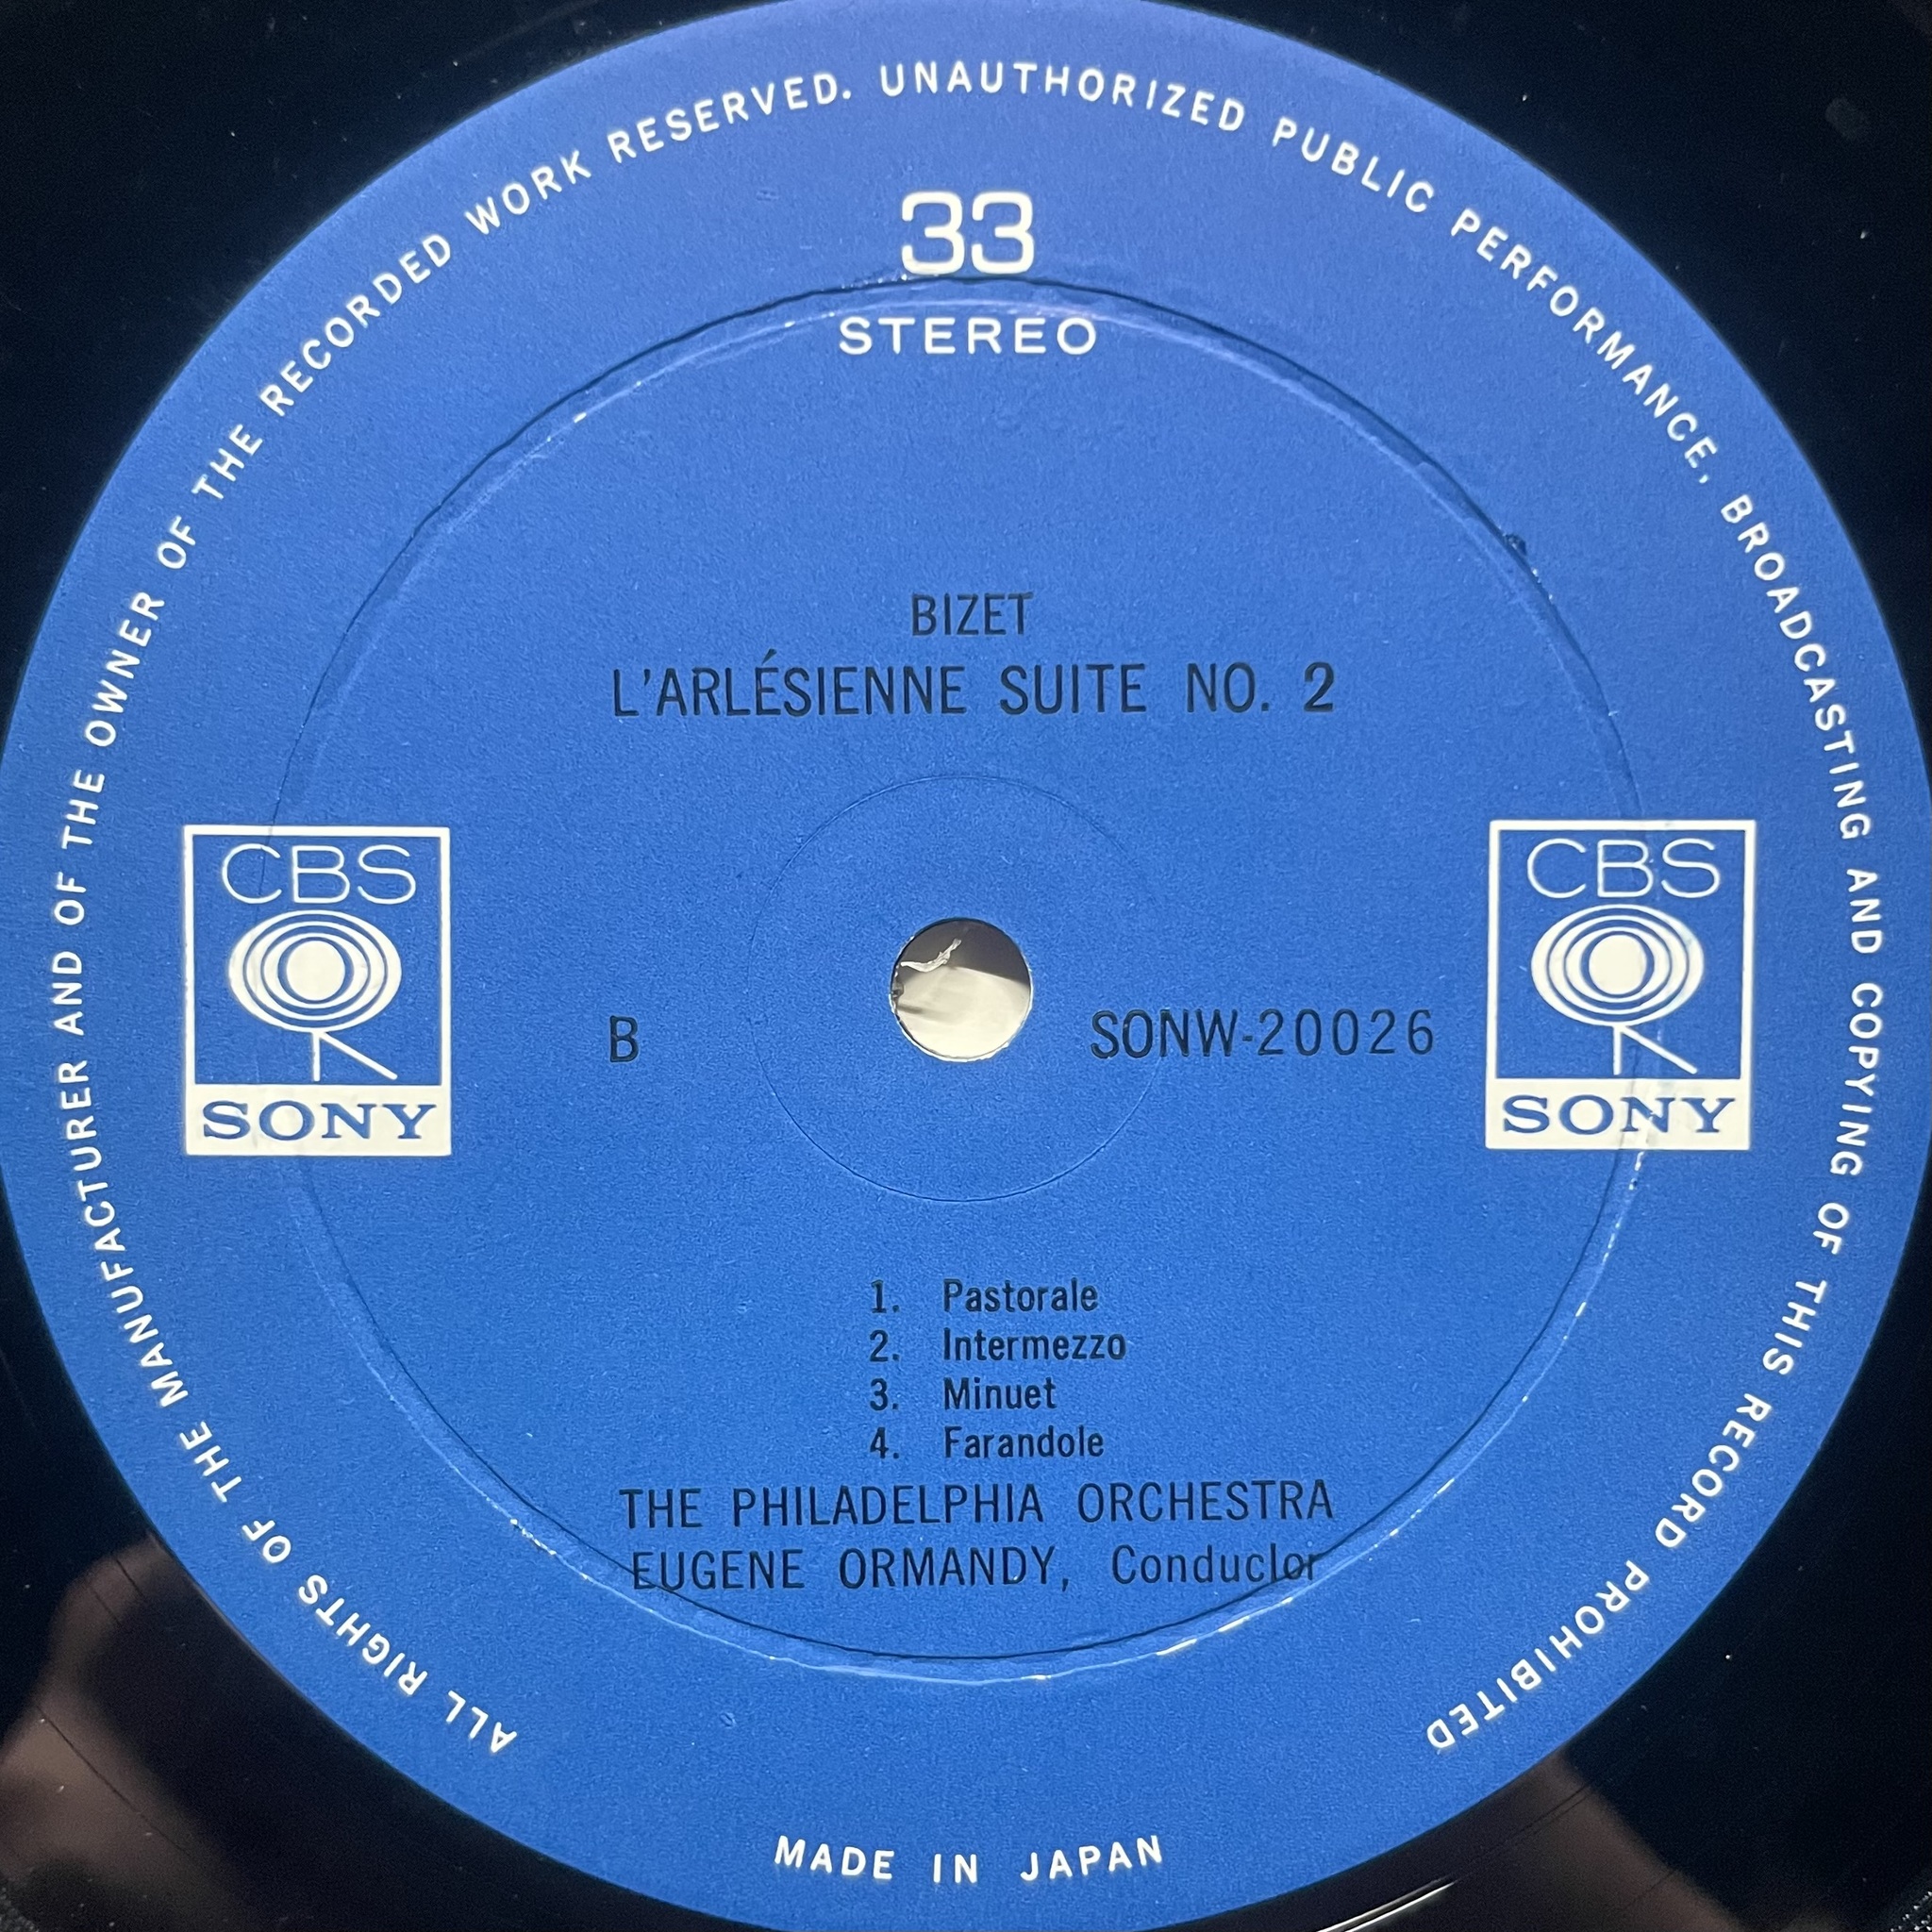 ALL RIGHTS OF THE MANUFACTURER AND OF THE OWNER OF THE RECORDED WORK RESERVED. UNAUTHORIZED PUBLIC PERFORMANCE, BROADCASTING AND COPYING OF THIS RECORD PROHIBITED
33
STEREO
BIZET
L'ARLÉSIENNE SUITE NO. 2
CBS
SONY
CBS
SONY
B
SONW-20026
1. Pastorale
2. Intermezzo
3. Minuet
4. Farandole
THE PHILADELPHIA ORCHESTRA
EUGENE ORMANDY, Conductor
MADE IN JAPAN